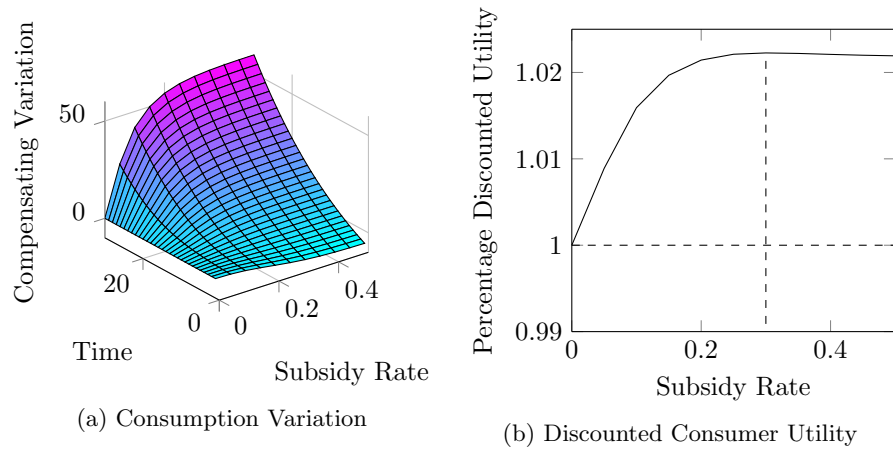 Compensating Variation
50
0
20
0
Time
0
0.2
0.4
Subsidy Rate
(a) Consumption Variation
Percentage Discounted Utility
1.02
1.01
1
0.99
0
0.2
0.4
Subsidy Rate
(b) Discounted Consumer Utility